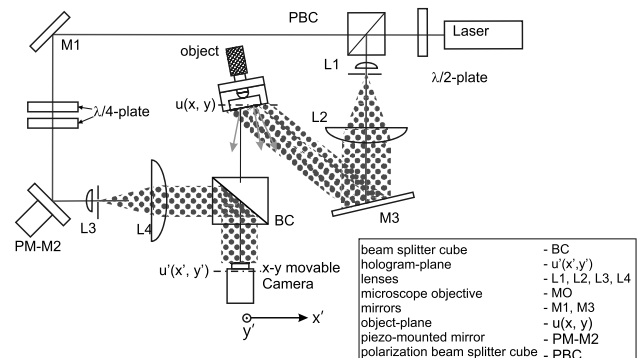 PBC
Laser
M1
object
L1
λ/2-plate
u(x, y)
L2
λ/4-plate
M3
L3
L4
BC
PM-M2
u'(x', y')
x-y movable
Camera
x'
y'
beam splitter cube - BC
hologram-plane - u'(x',y')
lenses - L1, L2, L3, L4
microscope objective - MO
mirrors - M1, M3
object-plane - u(x, y)
piezo-mounted mirror - PM-M2
polarization beam splitter cube - PBC